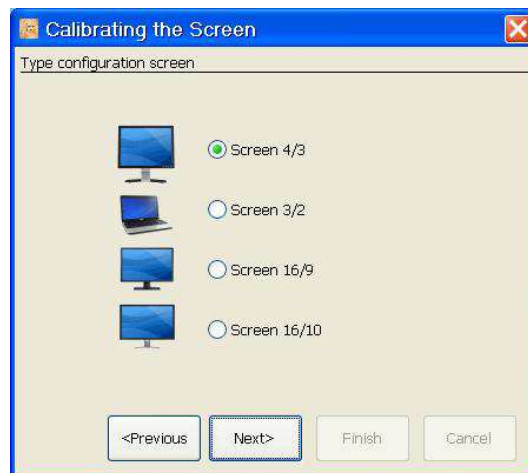 Calibrating the Screen
Type configuration screen
Screen 4/3
Screen 3/2
Screen 16/9
Screen 16/10
<Previous Next> Finish Cancel